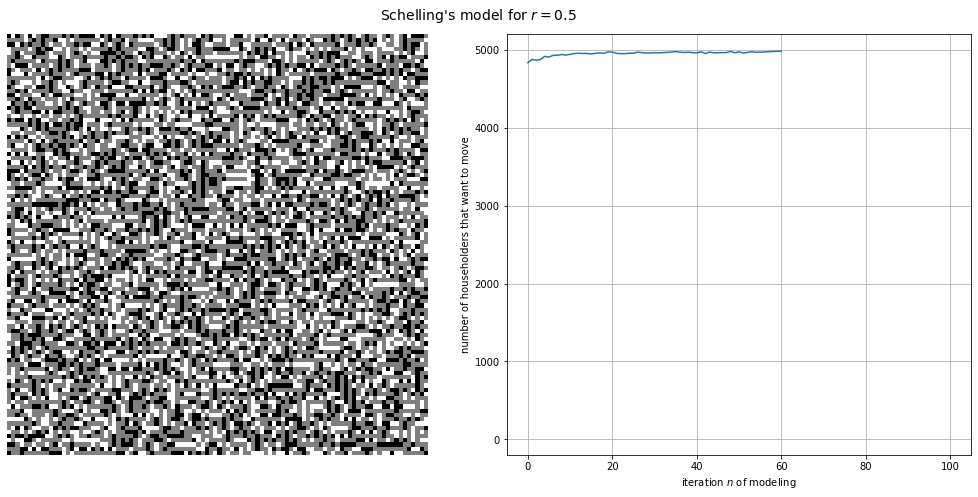 Schelling's model for r = 0.5
number of householders that want to move
5000
4000
3000
2000
1000
0
0 20 40 60 80 100
iteration n of modeling